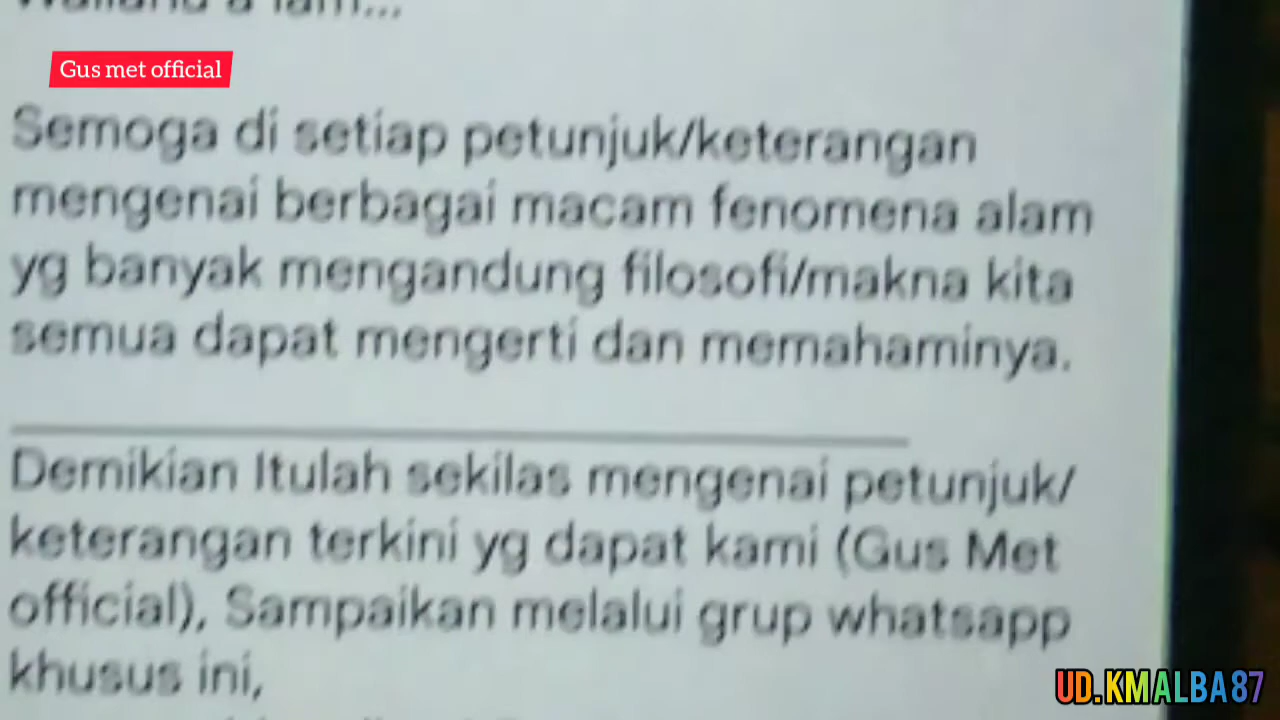 Gus met official
Semoga di setiap petunjuk/keterangan
mengenai berbagai macam fenomena alam
yg banyak mengandung filosofi/makna kita
semua dapat mengerti dan memahaminya.
Demikian Itulah sekilas mengenai petunjuk/
keterangan terkini yg dapat kami (Gus Met
official), Sampaikan melalui grup whatsapp
khusus ini,
UD.KMALBA87